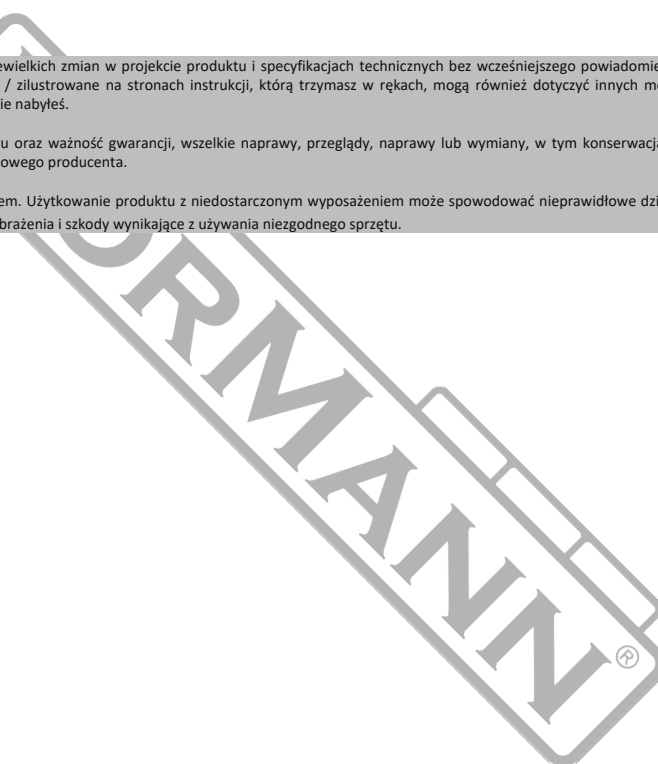 ewielkich zmian w projekcie produktu i specyfikacjach technicznych bez wcześniejszego powiadomie
/ zilustrowane na stronach instrukcji, którą trzymasz w rękach, mogą również dotyczyć innych m
ie nabyłeś.
u oraz ważność gwarancji, wszelkie naprawy, przeglądy, naprawy lub wymiany, w tym konserwacja
owego producenta.
em. Użytkowanie produktu z niedostarczonym wyposażeniem może spowodować nieprawidłowe dzi
brażenia i szkody wynikające z używania niezgodnego sprzętu.
ORMANN®